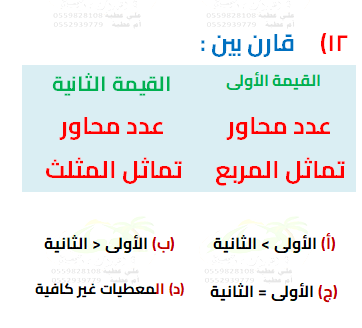 ١٢) قارن بين :
القيمة الأولى القيمة الثانية
عدد محاور عدد محاور
تماثل المربع تماثل المثلث
(أ) الأولى < الثانية (ب) الأولى > الثانية
(ج) الأولى = الثانية (د) المعطيات غير كافية